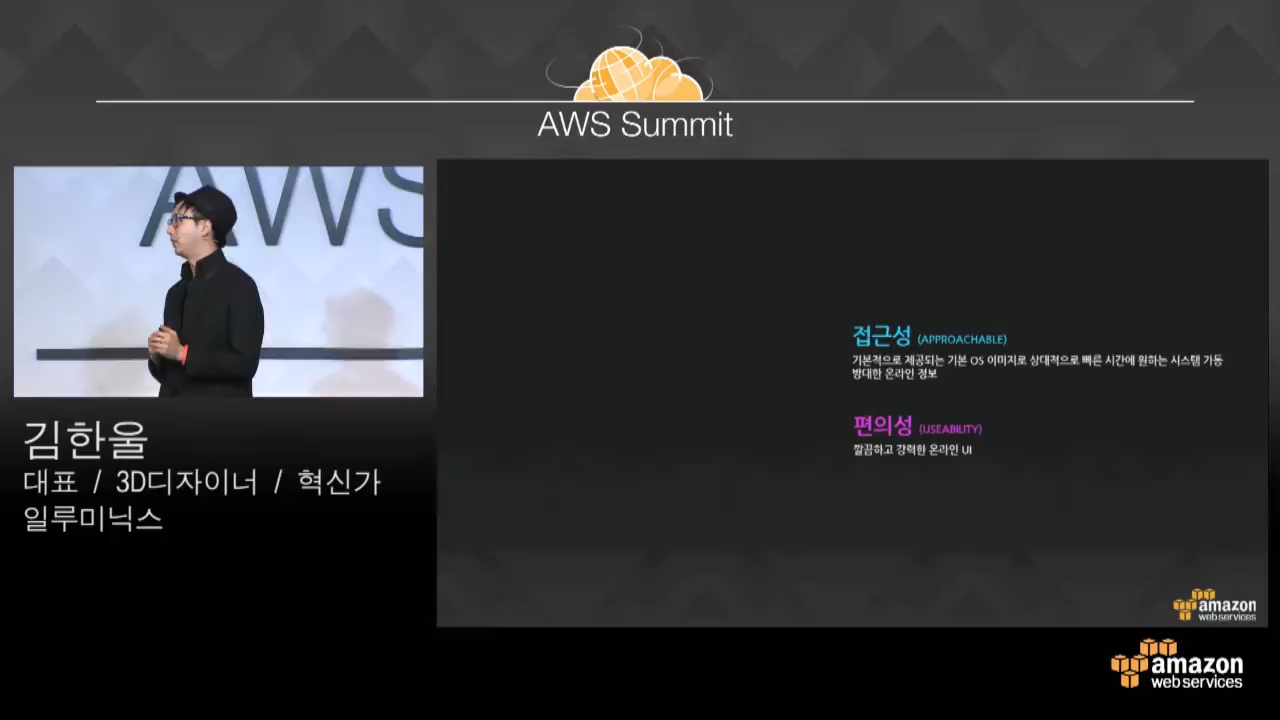 AWS Summit
AWS
김한울
대표 / 3D디자이너 / 혁신가
일루미닉스
접근성 (APPROACHABLE)
기본적으로 제공되는 기본 OS 이미지로 상대적으로 빠른 시간에 원하는 시스템 가동
방대한 온라인 정보
편의성 (USEABILITY)
깔끔하고 강력한 온라인 UI
amazon
web services
amazon
web services